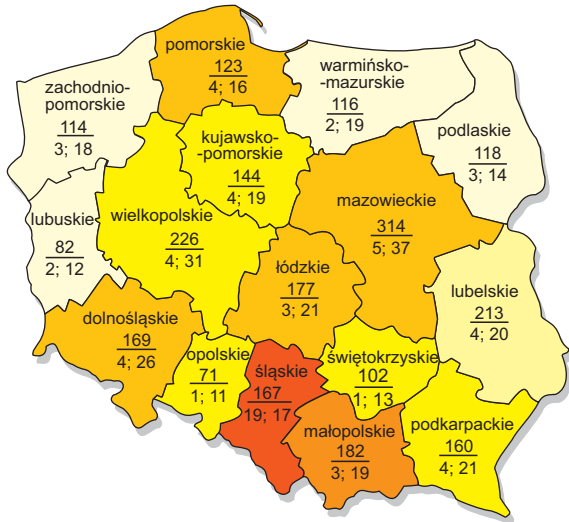 pomorskie
123
4; 16
warmińsko-
-mazurskie
116
2; 19
zachodnio-
pomorskie
114
3; 18
podlaskie
118
3; 14
kujawsko-
-pomorskie
144
4; 19
mazowieckie
314
5; 37
lubuskie
82
2; 12
wielkopolskie
226
4; 31
łódzkie
177
3; 21
lubelskie
213
4; 20
dolnośląskie
169
4; 26
opolskie
71
1; 11
śląskie
167
19; 17
świętokrzyskie
102
1; 13
małopolskie
182
3; 19
podkarpackie
160
4; 21